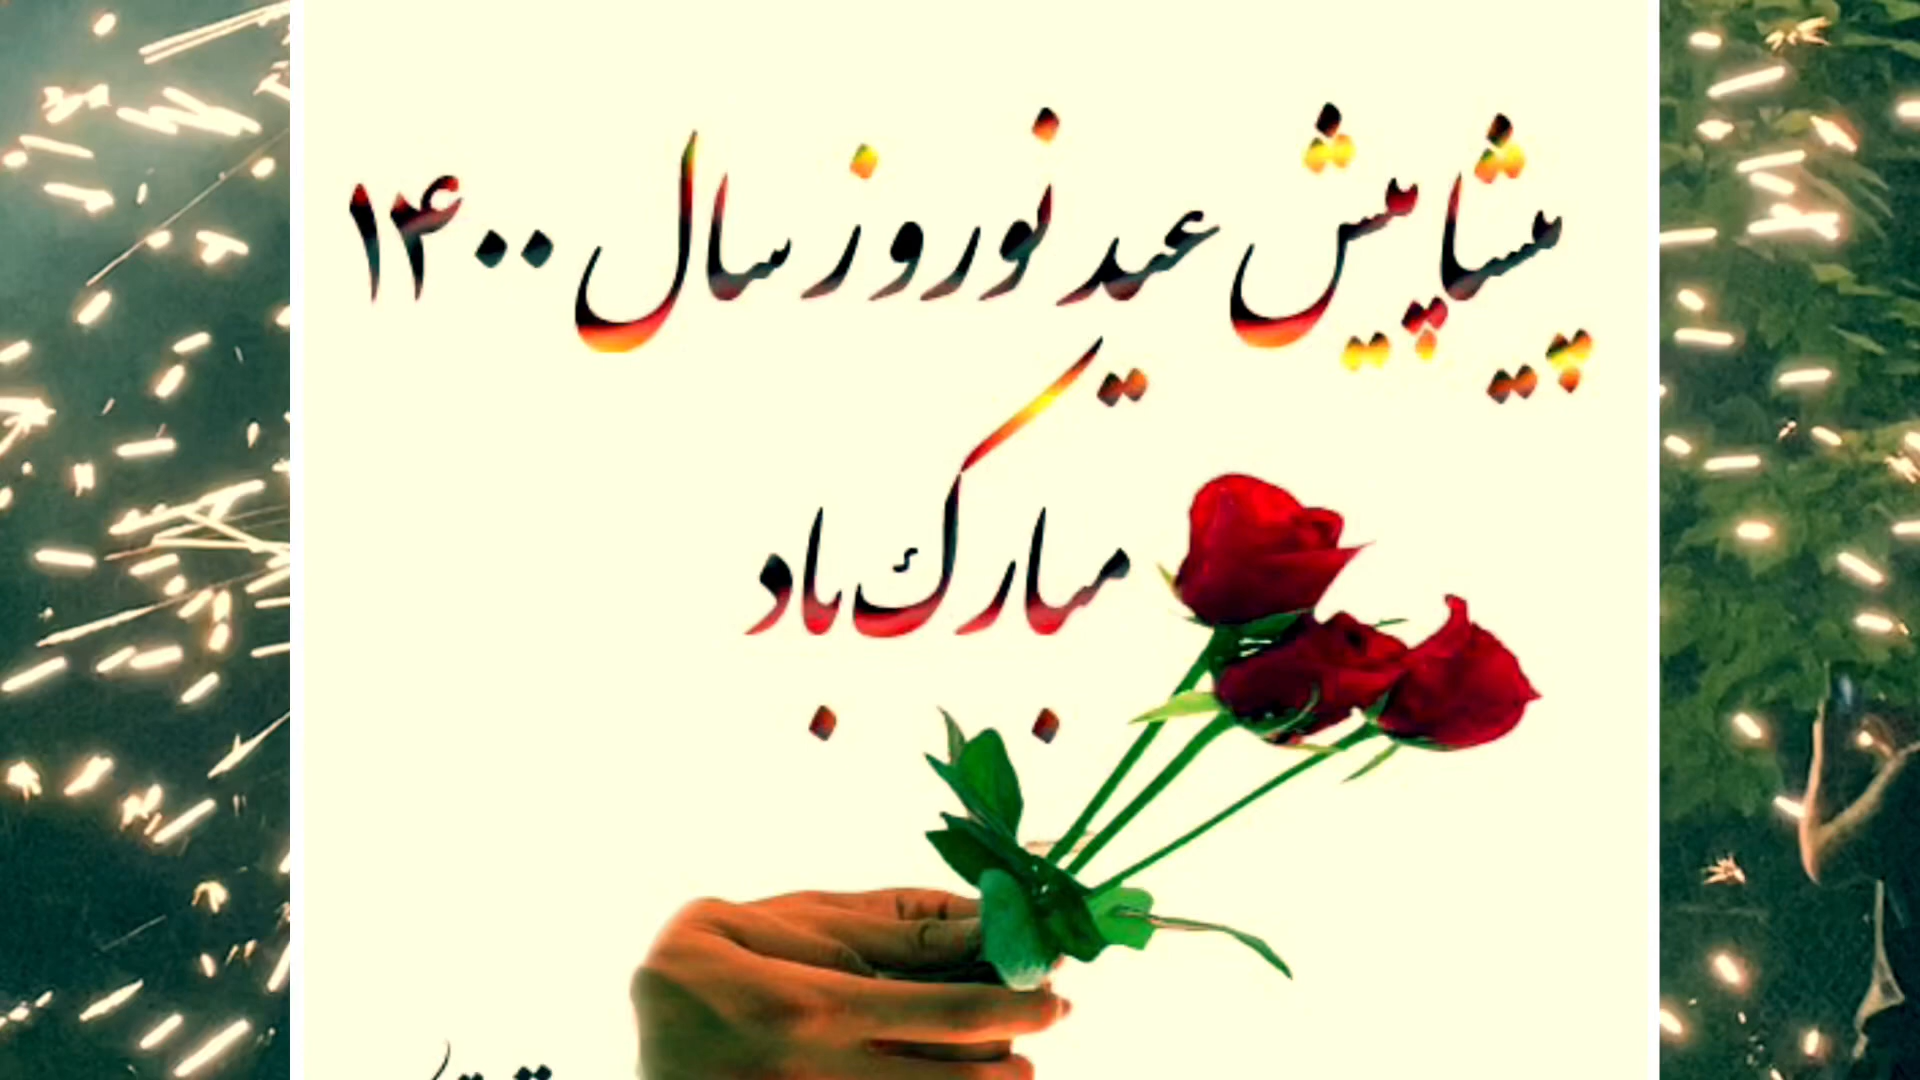 پیشاپیش عید نوروز سال ۱۴۰۰
مبارک باد